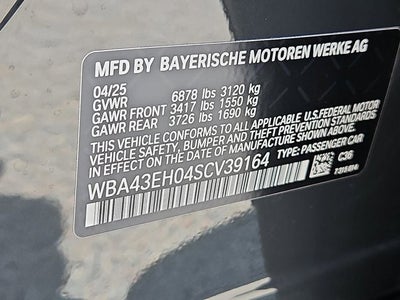 MFD BY BAYERISCHE MOTOREN WERKE AG
04/25
GVWR 6878 lbs 3120 kg
GAWR FRONT 3417 lbs 1550 kg
GAWR REAR 3726 lbs 1690 kg
THIS VEHICLE CONFORMS TO ALL APPLICABLE U.S. FEDERAL MOTOR
VEHICLE SAFETY, BUMPER, AND THEFT PREVENTION STANDARDS
IN EFFECT ON THE DATE OF MANUFACTURE SHOWN ABOVE.
WBA43EH04SCV39164 TYPE: PASSENGER CAR
C36